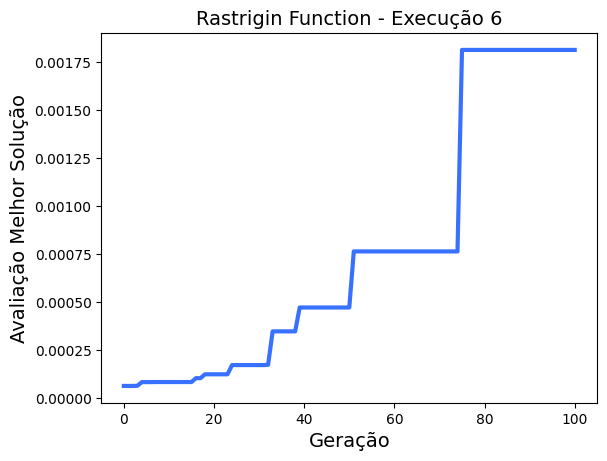 Rastrigin Function - Execução 6
Avaliação Melhor Solução
0.00175
0.00150
0.00125
0.00100
0.00075
0.00050
0.00025
0.00000
0 20 40 60 80 100
Geração